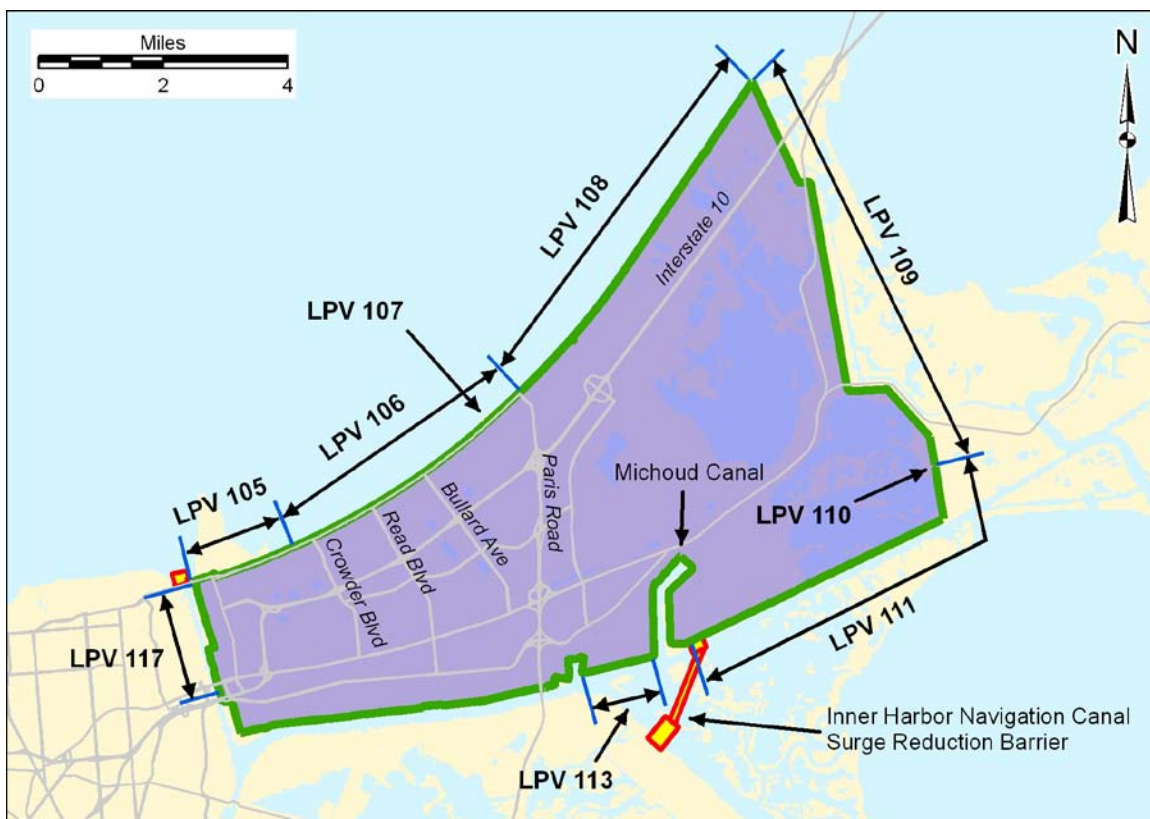 Miles
0 2 4
N
LPV 108
Interstate 10
LPV 109
LPV 107
LPV 106
Paris Road
Michoud Canal
LPV 105
Bullard Ave
Read Blvd
Crowder Blvd
LPV 110
LPV 111
LPV 117
Inner Harbor Navigation Canal
Surge Reduction Barrier
LPV 113